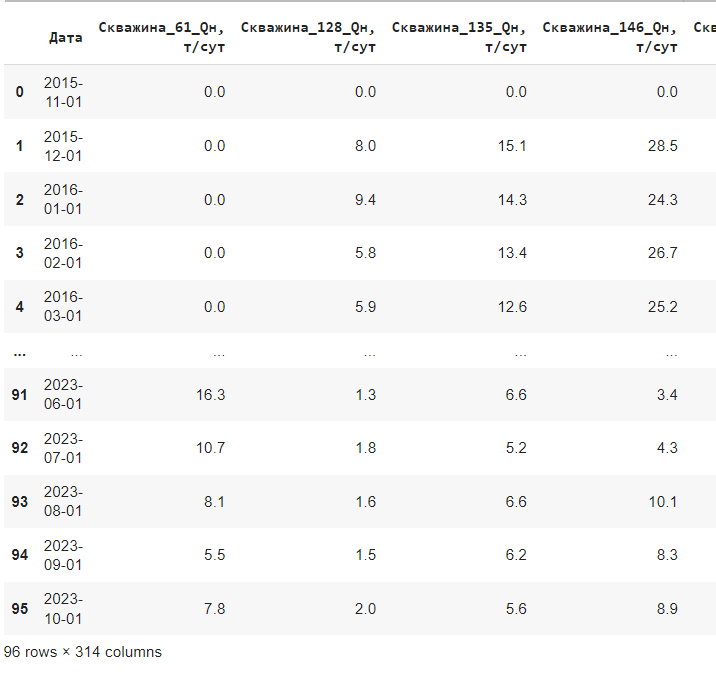 Дата Скважина_61_Qн, т/сут Скважина_128_Qн, т/сут Скважина_135_Qн, т/сут Скважина_146_Qн, т/сут Скв
0 2015-11-01 0.0 0.0 0.0 0.0
1 2015-12-01 0.0 8.0 15.1 28.5
2 2016-01-01 0.0 9.4 14.3 24.3
3 2016-02-01 0.0 5.8 13.4 26.7
4 2016-03-01 0.0 5.9 12.6 25.2
... ... ... ... ... ...
91 2023-06-01 16.3 1.3 6.6 3.4
92 2023-07-01 10.7 1.8 5.2 4.3
93 2023-08-01 8.1 1.6 6.6 10.1
94 2023-09-01 5.5 1.5 6.2 8.3
95 2023-10-01 7.8 2.0 5.6 8.9
96 rows × 314 columns